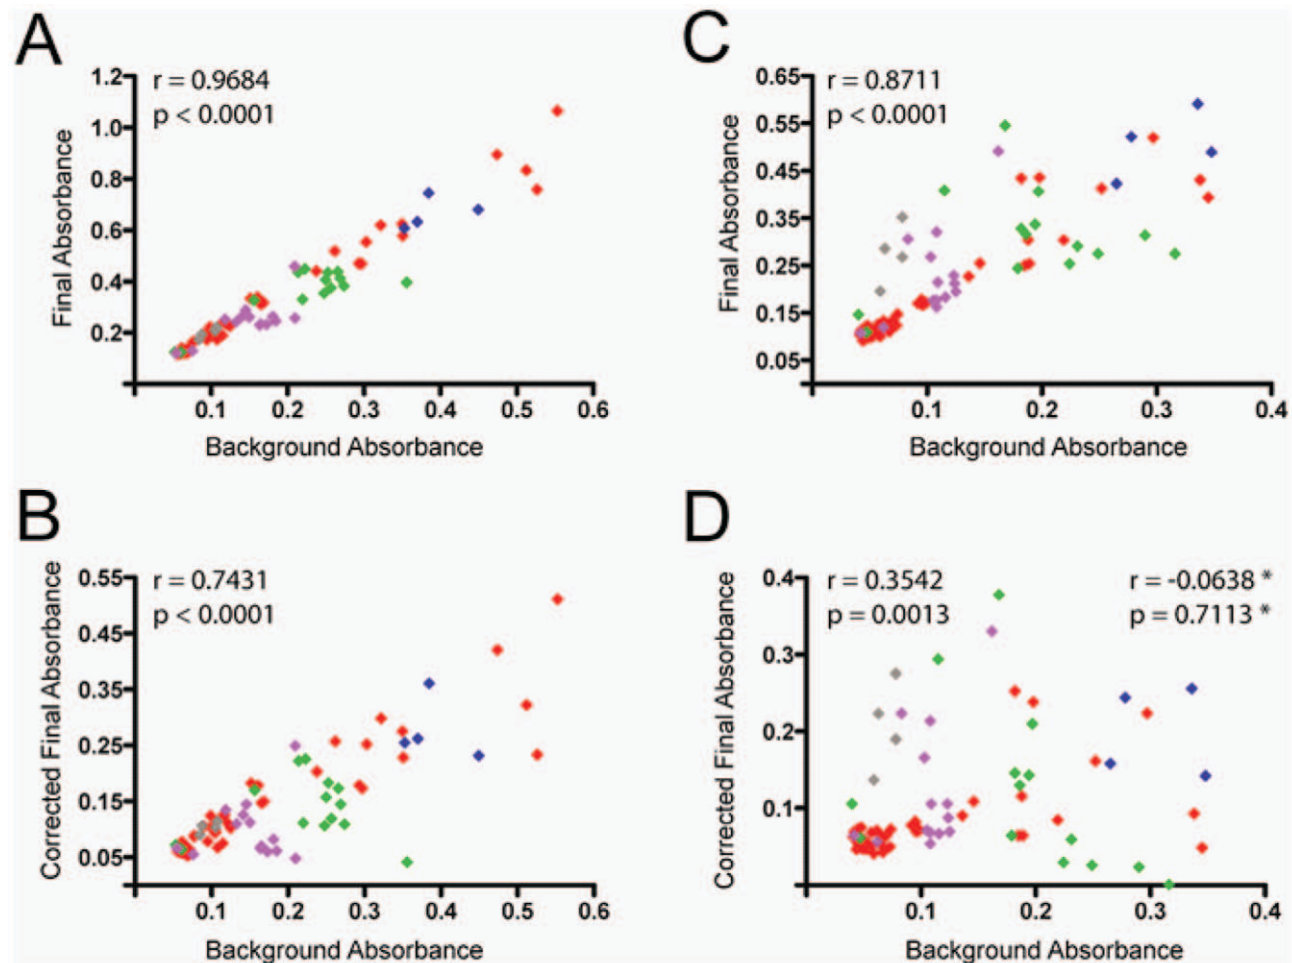 A
r = 0.9684
p < 0.0001
Final Absorbance
1.2
1.0
0.8
0.6
0.4
0.2
0.1 0.2 0.3 0.4 0.5 0.6
Background Absorbance
C
r = 0.8711
p < 0.0001
Final Absorbance
0.65
0.55
0.45
0.35
0.25
0.15
0.05
0.1 0.2 0.3 0.4
Background Absorbance
B
r = 0.7431
p < 0.0001
Corrected Final Absorbance
0.55
0.45
0.35
0.25
0.15
0.05
0.1 0.2 0.3 0.4 0.5 0.6
Background Absorbance
D
r = 0.3542 r = -0.0638 *
p = 0.0013 p = 0.7113 *
Corrected Final Absorbance
0.4
0.3
0.2
0.1
0.1 0.2 0.3 0.4
Background Absorbance